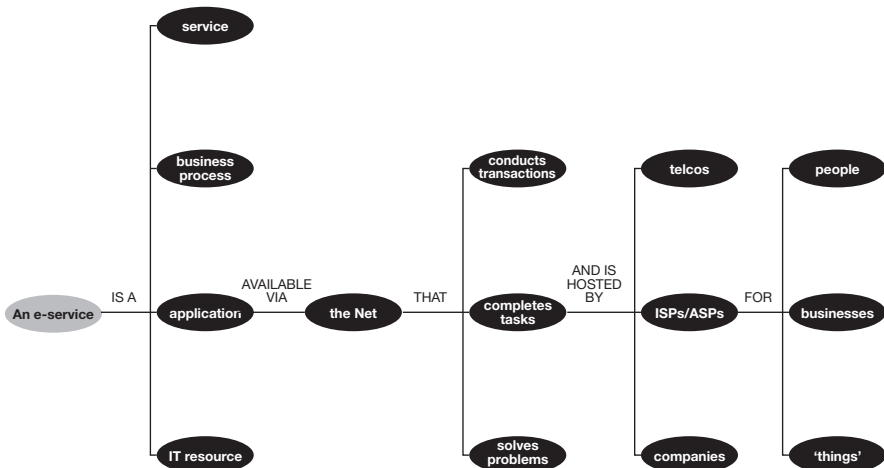 service
business
process
conducts
transactions
telcos
people
An e-service
IS A
application
AVAILABLE
VIA
the Net
THAT
completes
tasks
AND IS
HOSTED
BY
ISPs/ASPs
FOR
businesses
IT resource
solves
problems
companies
‘things’